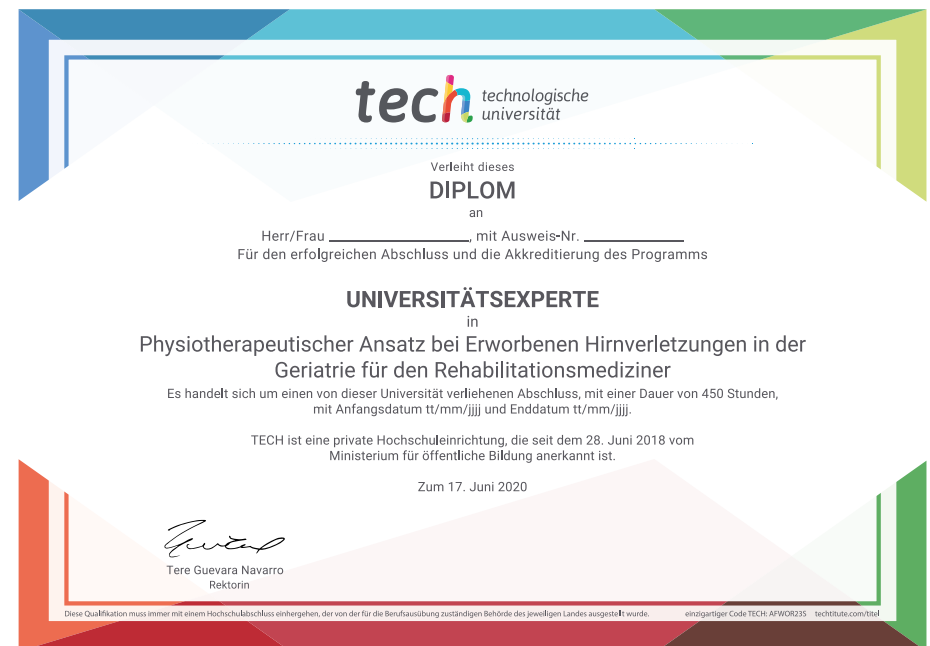 tech technologische
universität
Verleiht dieses
DIPLOM
an
Herr/Frau ____________________, mit Ausweis-Nr. ______________
Für den erfolgreichen Abschluss und die Akkreditierung des Programms
UNIVERSITÄTSEXPERTE
in
Physiotherapeutischer Ansatz bei Erworbenen Hirnverletzungen in der
Geriatrie für den Rehabilitationsmediziner
Es handelt sich um einen von dieser Universität verliehenen Abschluss, mit einer Dauer von 450 Stunden,
mit Anfangsdatum tt/mm/jjjj und Enddatum tt/mm/jjjj.
TECH ist eine private Hochschuleinrichtung, die seit dem 28. Juni 2018 vom
Ministerium für öffentliche Bildung anerkannt ist.
Zum 17. Juni 2020
Tere Guevara Navarro
Rektorin
Diese Qualifikation muss immer mit einem Hochschulabschluss einhergehen, der von der für die Berufsausübung zuständigen Behörde des jeweiligen Landes ausgestellt wurde. einzigartiger Code TECH: AFWOR23S techtitute.com/titel